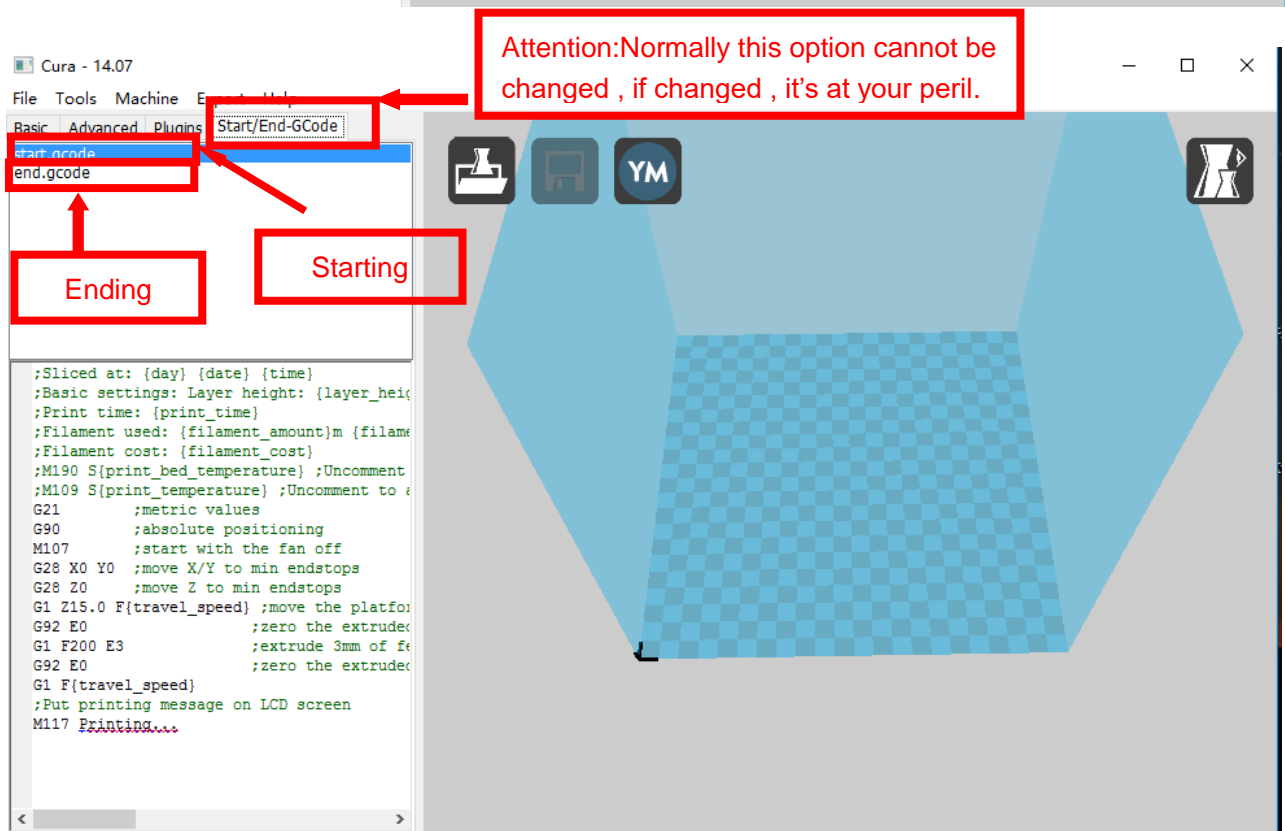 Attention:Normally this option cannot be
changed , if changed , it's at your peril.
Cura - 14.07
File Tools Machine Export Help
Basic Advanced Plugins Start/End-GCode
start.gcode
end.gcode
YM
Starting
Ending
;Sliced at: {day} {date} {time}
;Basic settings: Layer height: {layer_heig
;Print time: {print_time}
;Filament used: {filament_amount}m {filame
;Filament cost: {filament_cost}
;M190 S{print_bed_temperature} ;Uncomment
;M109 S{print_temperature} ;Uncomment to a
G21 ;metric values
G90 ;absolute positioning
M107 ;start with the fan off
G28 X0 Y0 ;move X/Y to min endstops
G28 Z0 ;move Z to min endstops
G1 Z15.0 F{travel_speed} ;move the platfor
G92 E0 ;zero the extruded
G1 F200 E3 ;extrude 3mm of fe
G92 E0 ;zero the extruded
G1 F{travel_speed}
;Put printing message on LCD screen
M117 Printing...